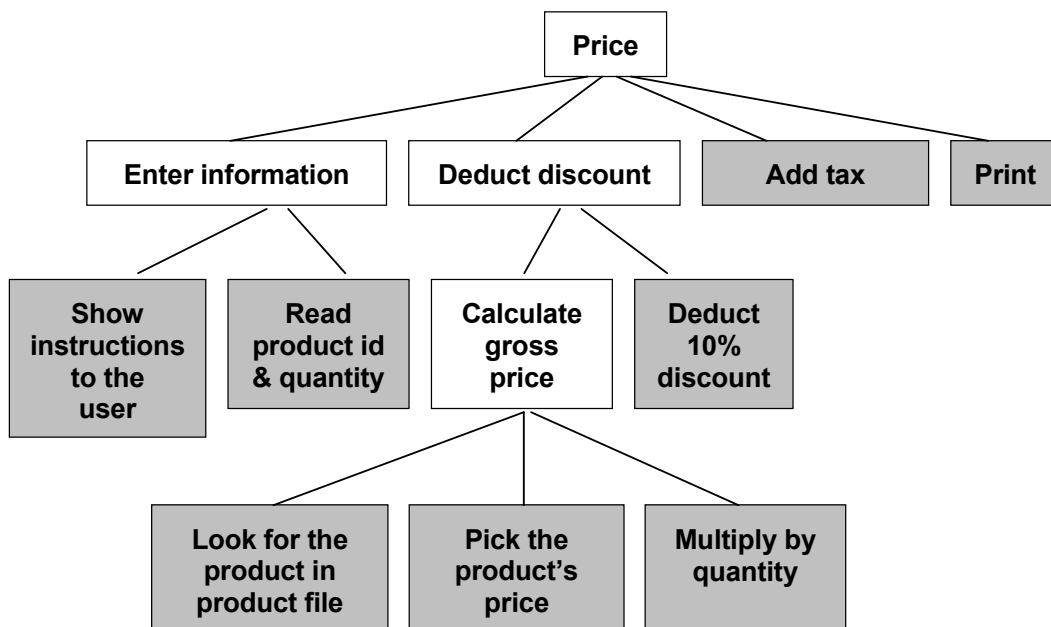 Price
Enter information
Deduct discount
Add tax
Print
Show
instructions
to the
user
Read
product id
& quantity
Calculate
gross
price
Deduct
10%
discount
Look for the
product in
product file
Pick the
product’s
price
Multiply by
quantity